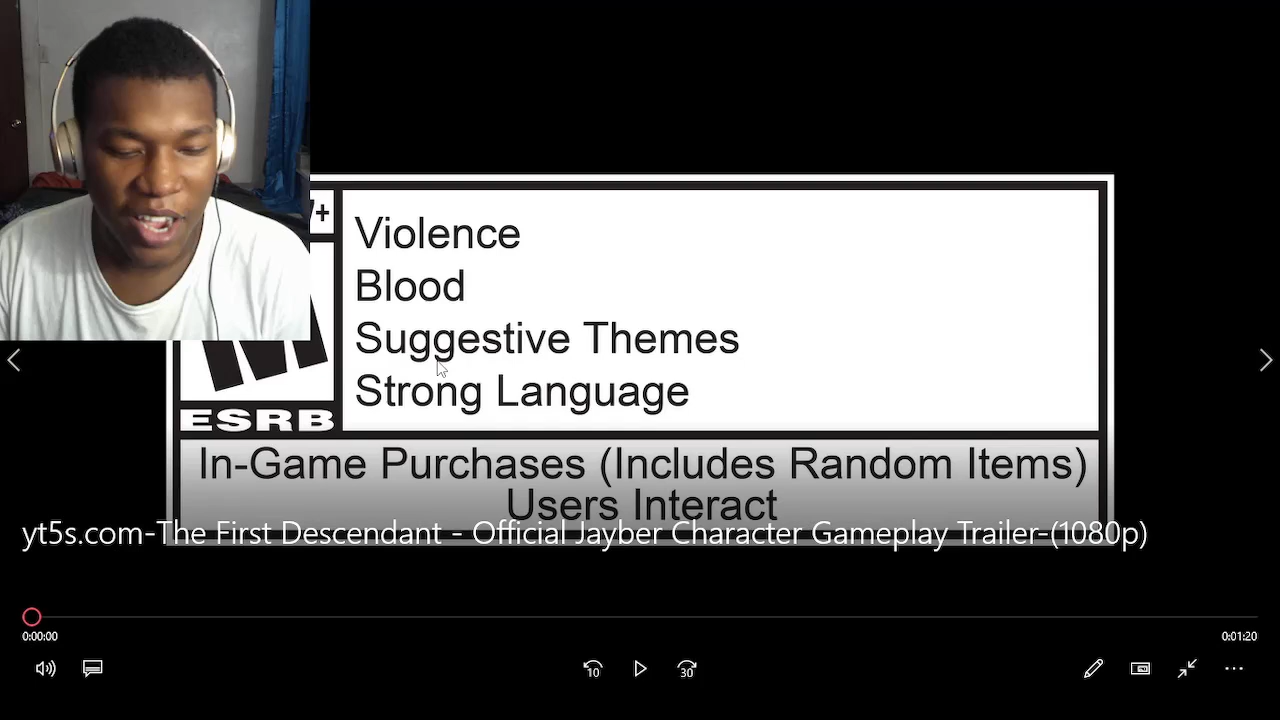 7+
Violence
Blood
Suggestive Themes
Strong Language
M
ESRB
In-Game Purchases (Includes Random Items)
Users Interact
yt5s.com-The First Descendant - Official Jayber Character Gameplay Trailer-(1080p)
0:00:00
0:01:20
10
30